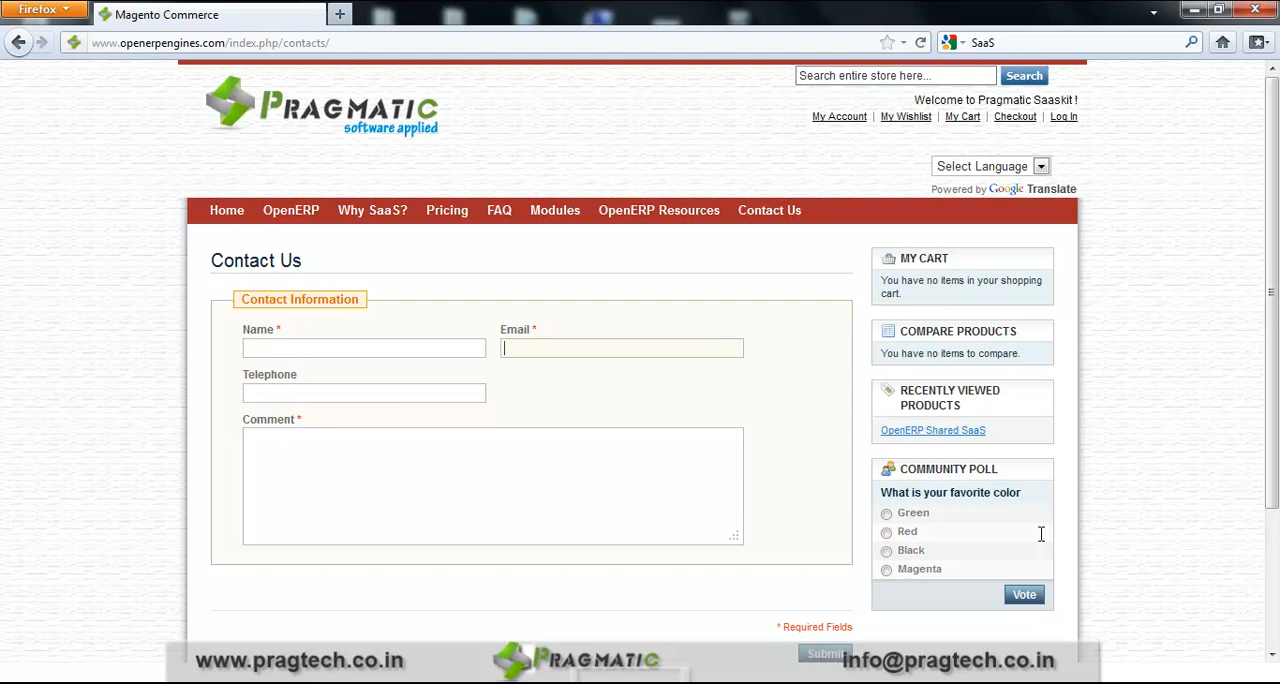 Firefox
Magento Commerce
www.openerpengines.com/index.php/contacts/
SaaS
PRAGMATIC
software applied
Search entire store here...
Search
Welcome to Pragmatic Saaskit !
My Account | My Wishlist | My Cart | Checkout | Log In
Select Language
Powered by Google Translate
Home OpenERP Why SaaS? Pricing FAQ Modules OpenERP Resources Contact Us
Contact Us
Contact Information
Name * Email *
Telephone
Comment *
* Required Fields
Submit
MY CART
You have no items in your shopping
cart.
COMPARE PRODUCTS
You have no items to compare.
RECENTLY VIEWED
PRODUCTS
OpenERP Shared SaaS
COMMUNITY POLL
What is your favorite color
Green
Red
Black
Magenta
Vote
www.pragtech.co.in PRAGMATIC info@pragtech.co.in